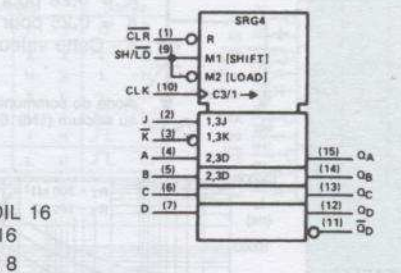 SRG4
CLR (1) R
SH/LD (9) M1 [SHIFT]
M2 [LOAD]
CLK (10) C3/1 →
J (2) 1,3J
K (3) 1,3K
A (4) 2,3D (15) QA
B (5) 2,3D (14) QB
C (6) (13) QC
D (7) (12) QD
(11) QD
DIL 16
16
8